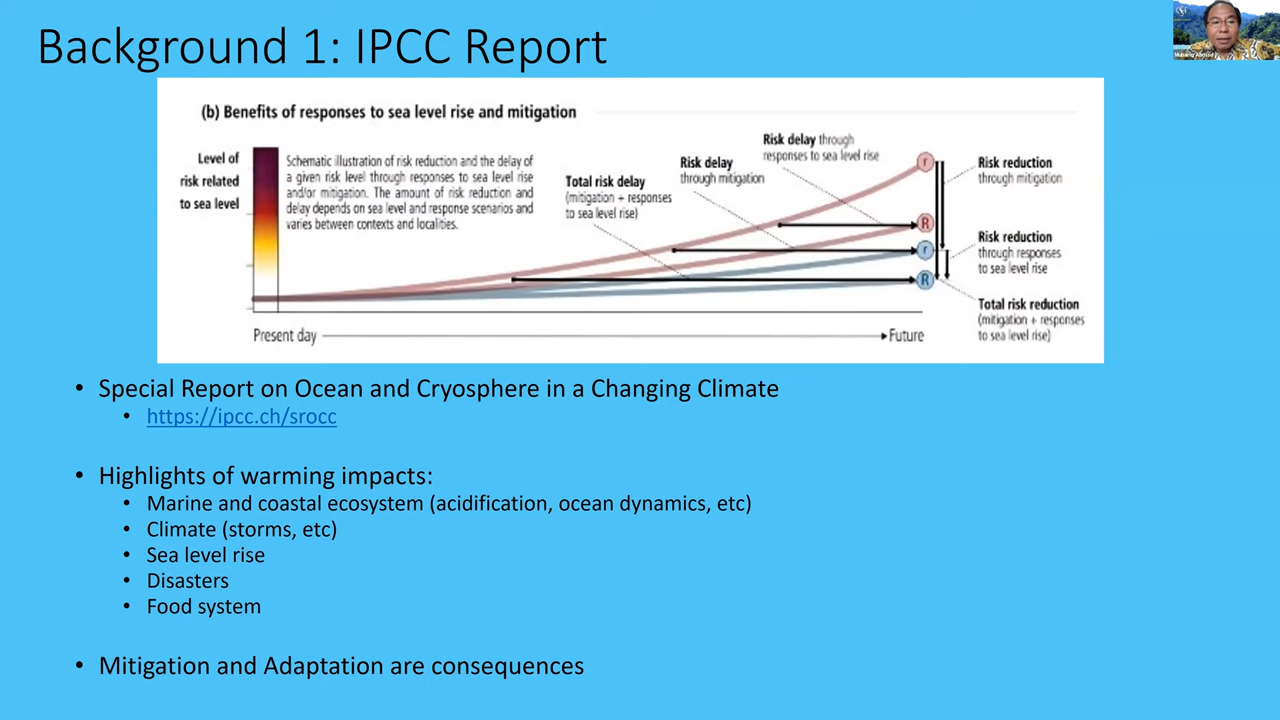 Background 1: IPCC Report
(b) Benefits of responses to sea level rise and mitigation
Level of
risk related
to sea level
Schematic illustration of risk reduction and the delay of
a given risk level through responses to sea level rise
and/or mitigation. The amount of risk reduction and
delay depends on sea level and response scenarios and
varies between contexts and localities.
Total risk delay
(mitigation + responses
to sea level rise)
Risk delay
through mitigation
Risk delay through
responses to sea level rise
r
R
r
R
Risk reduction
through mitigation
Risk reduction
through responses
to sea level rise
Total risk reduction
(mitigation + responses
to sea level rise)
Present day
Future
• Special Report on Ocean and Cryosphere in a Changing Climate
• https://ipcc.ch/srocc
• Highlights of warming impacts:
• Marine and coastal ecosystem (acidification, ocean dynamics, etc)
• Climate (storms, etc)
• Sea level rise
• Disasters
• Food system
• Mitigation and Adaptation are consequences